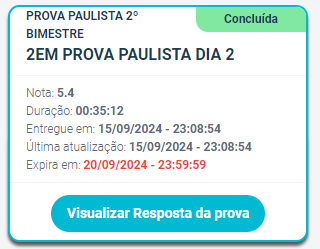 PROVA PAULISTA 2º
BIMESTRE
Concluída
2EM PROVA PAULISTA DIA 2
Nota: 5.4
Duração: 00:35:12
Entregue em: 15/09/2024 - 23:08:54
Última atualização: 15/09/2024 - 23:08:54
Expira em: 20/09/2024 - 23:59:59
Visualizar Resposta da prova